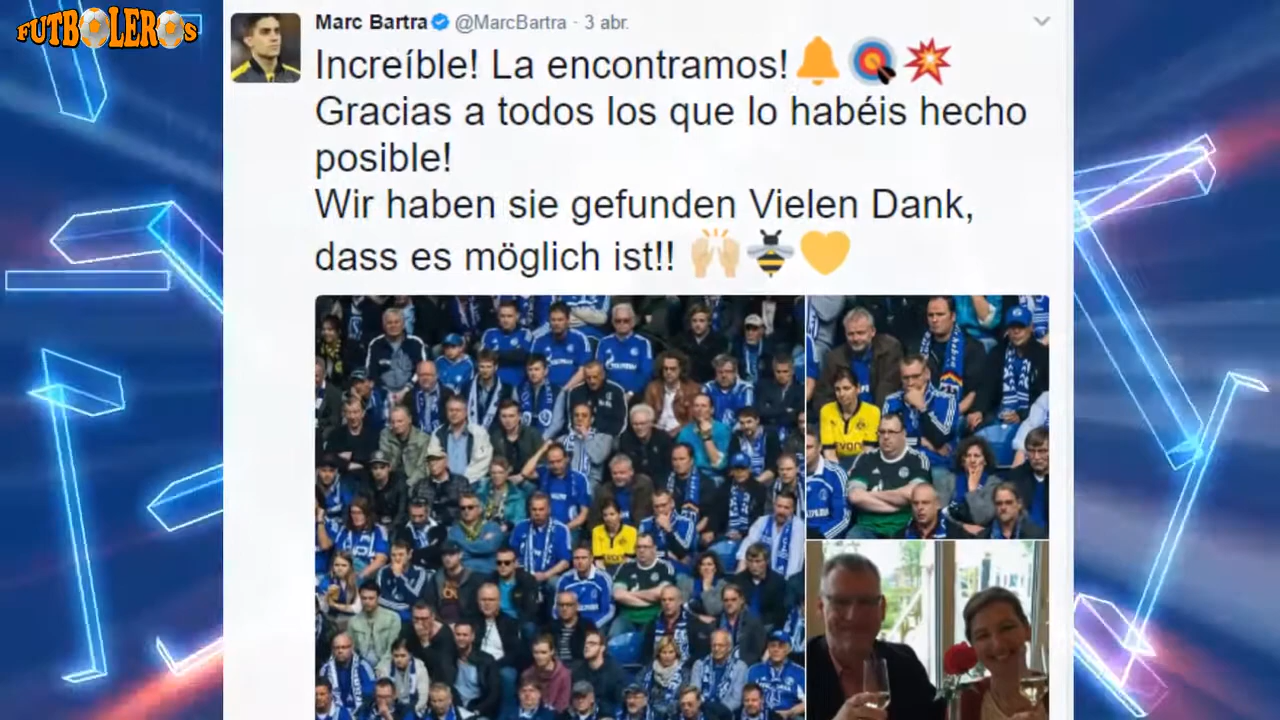 FUTBOLEROS
Marc Bartra @MarcBartra · 3 abr.
Increíble! La encontramos!🔔🎯💥
Gracias a todos los que lo habéis hecho
posible!
Wir haben sie gefunden Vielen Dank,
dass es möglich ist!! 🙌🏼🐝💛